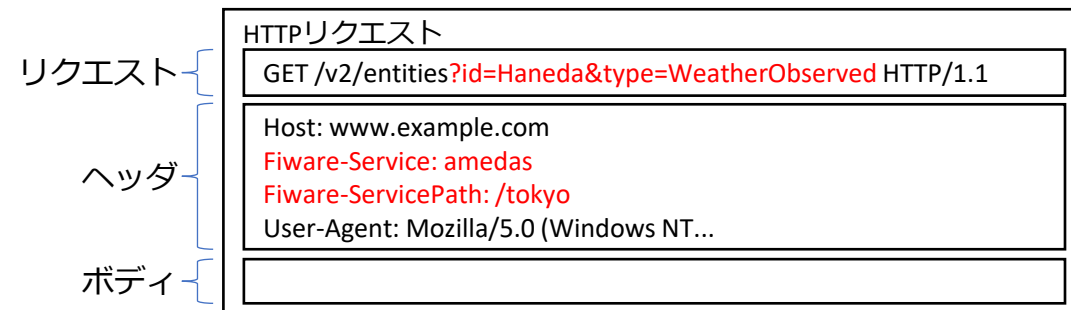 HTTPリクエスト
リクエスト
GET /v2/entities?id=Haneda&type=WeatherObserved HTTP/1.1
ヘッダ
Host: www.example.com
Fiware-Service: amedas
Fiware-ServicePath: /tokyo
User-Agent: Mozilla/5.0 (Windows NT...
ボディ